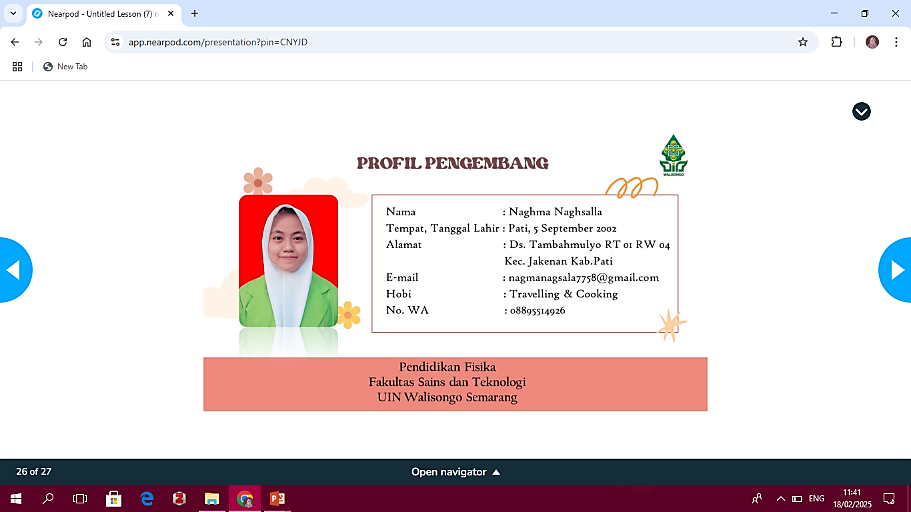 Nearpod - Untitled Lesson (7) n
app.nearpod.com/presentation?pin=CNYJD
New Tab
PROFIL PENGEMBANG
WALISONGO
Nama : Naghma Naghsalla
Tempat, Tanggal Lahir : Pati, 5 September 2002
Alamat : Ds. Tambahmulyo RT 01 RW 04
Kec. Jakenan Kab.Pati
E-mail : nagmanagsala7758@gmail.com
Hobi : Travelling & Cooking
No. WA : 08895514926
Pendidikan Fisika
Fakultas Sains dan Teknologi
UIN Walisongo Semarang
26 of 27
Open navigator
ENG
11:41
18/02/2025